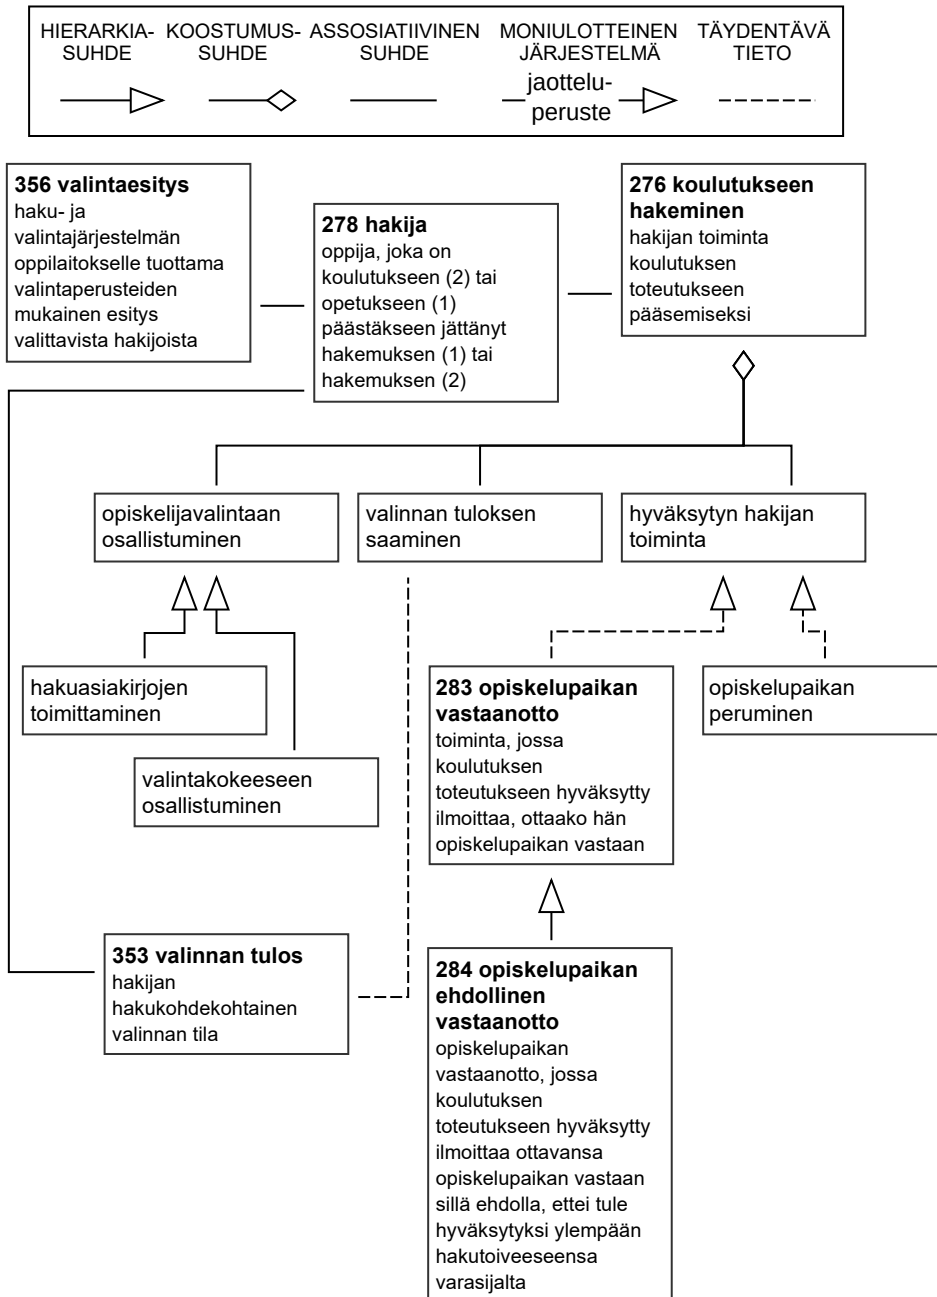 HIERARKIA-
SUHDE
KOOSTUMUS-
SUHDE
ASSOSIATIIVINEN
SUHDE
MONIULOTTEINEN
JÄRJESTELMÄ
TÄYDENTÄVÄ
TIETO
jaottelu-
peruste
356 valintaesitys
haku- ja
valintajärjestelmän
oppilaitokselle tuottama
valintaperusteiden
mukainen esitys
valittavista hakijoista
278 hakija
oppija, joka on
koulutukseen (2) tai
opetukseen (1)
päästäkseen jättänyt
hakemuksen (1) tai
hakemuksen (2)
276 koulutukseen
hakeminen
hakijan toiminta
koulutuksen
toteutukseen
pääsemiseksi
opiskelijavalintaan
osallistuminen
valinnan tuloksen
saaminen
hyväksytyn hakijan
toiminta
hakuasiakirjojen
toimittaminen
valintakokeeseen
osallistuminen
283 opiskelupaikan
vastaanotto
toiminta, jossa
koulutuksen
toteutukseen hyväksytty
ilmoittaa, ottaako hän
opiskelupaikan vastaan
opiskelupaikan
peruminen
353 valinnan tulos
hakijan
hakukohdekohtainen
valinnan tila
284 opiskelupaikan
ehdollinen
vastaanotto
opiskelupaikan
vastaanotto, jossa
koulutuksen
toteutukseen hyväksytty
ilmoittaa ottavansa
opiskelupaikan vastaan
sillä ehdolla, ettei tule
hyväksytyksi ylempään
hakutoiveeseensa
varasijalta